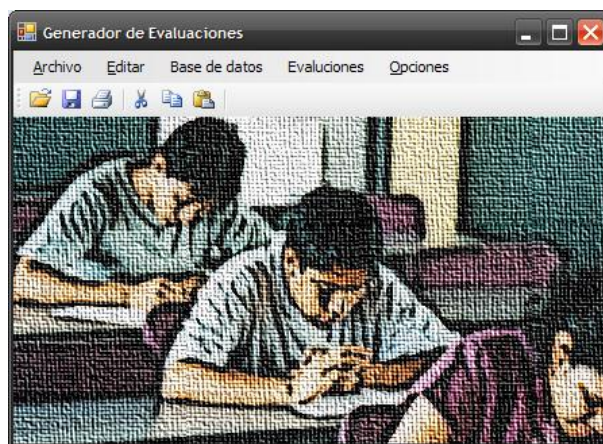 Generador de Evaluaciones
Archivo Editar Base de datos Evaluciones Opciones